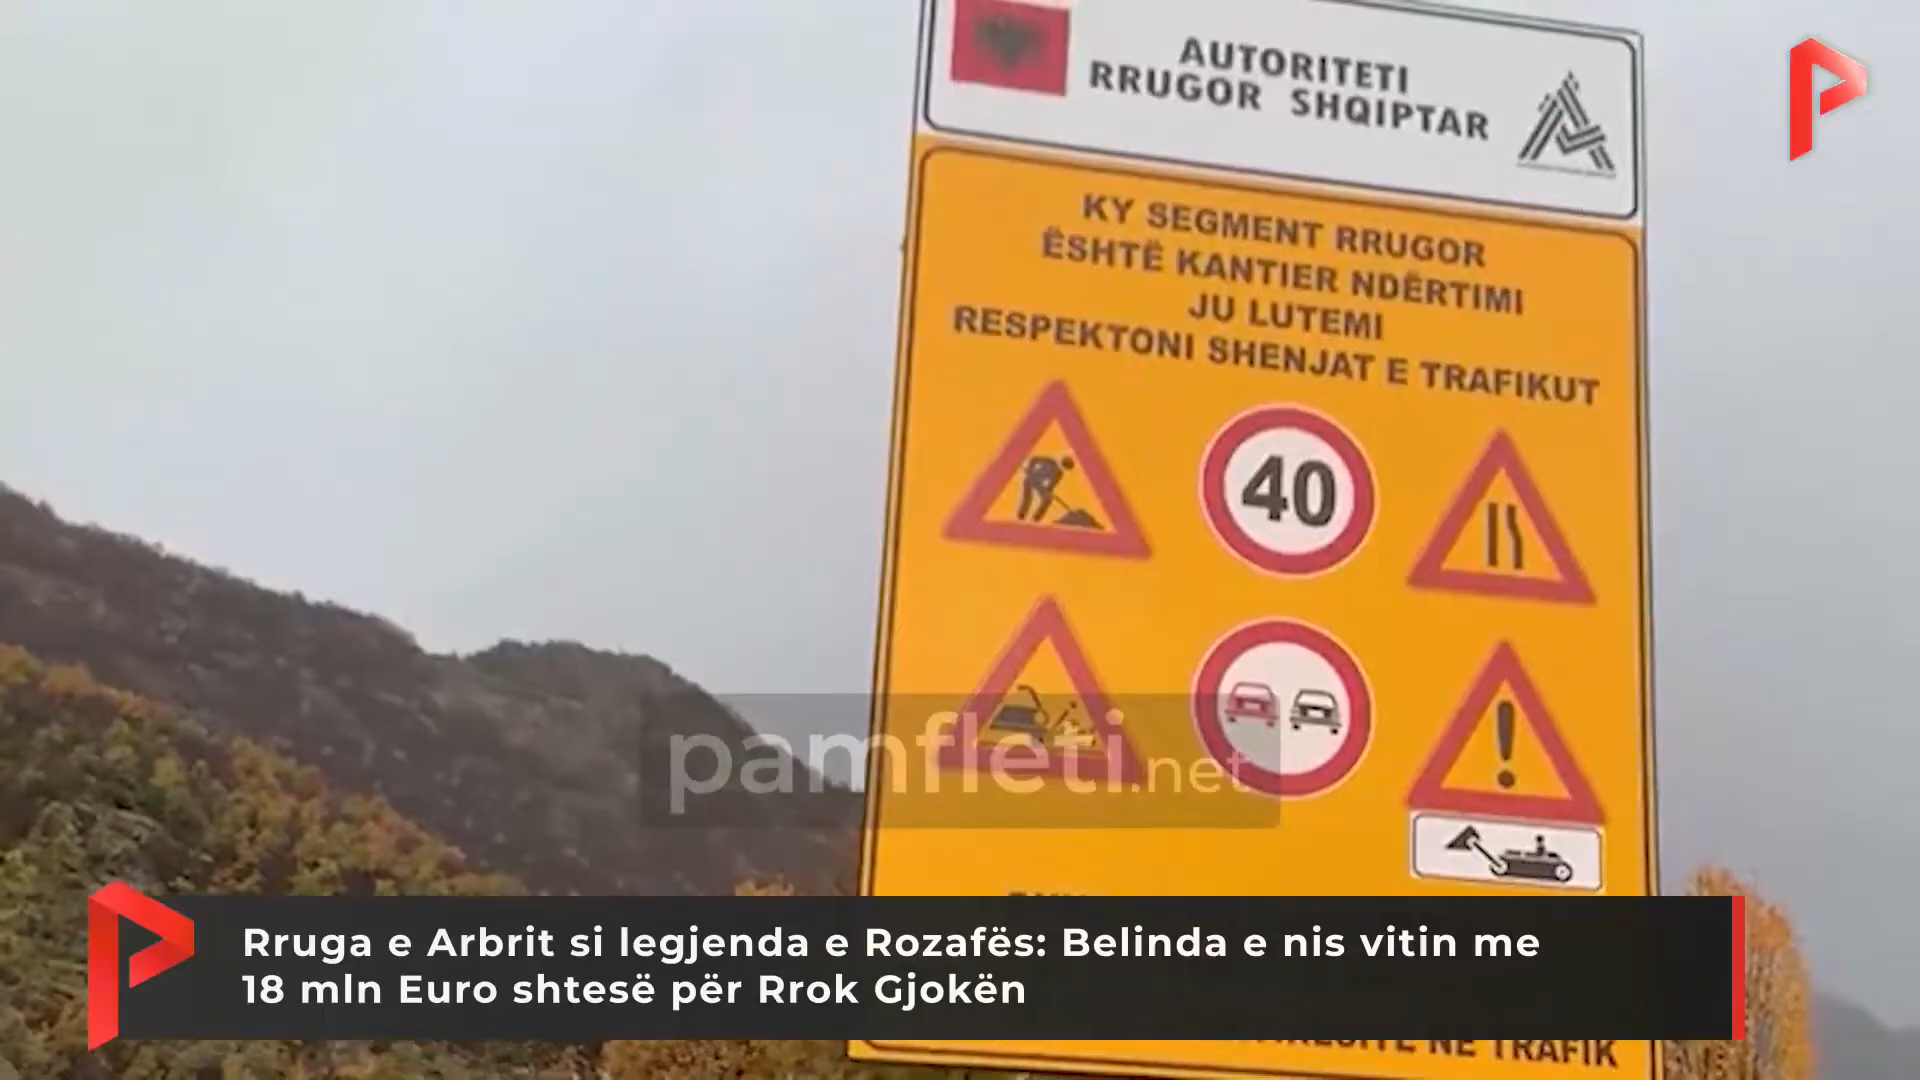 AUTORITETI
RRUGOR SHQIPTAR
KY SEGMENT RRUGOR
ËSHTË KANTIER NDËRTIMI
JU LUTEMI
RESPEKTONI SHENJAT E TRAFIKUT
40
pamfleti.net
Rruga e Arbrit si legjenda e Rozafës: Belinda e nis vitin me
18 mln Euro shtesë për Rrok Gjokën
NË TRAFIK